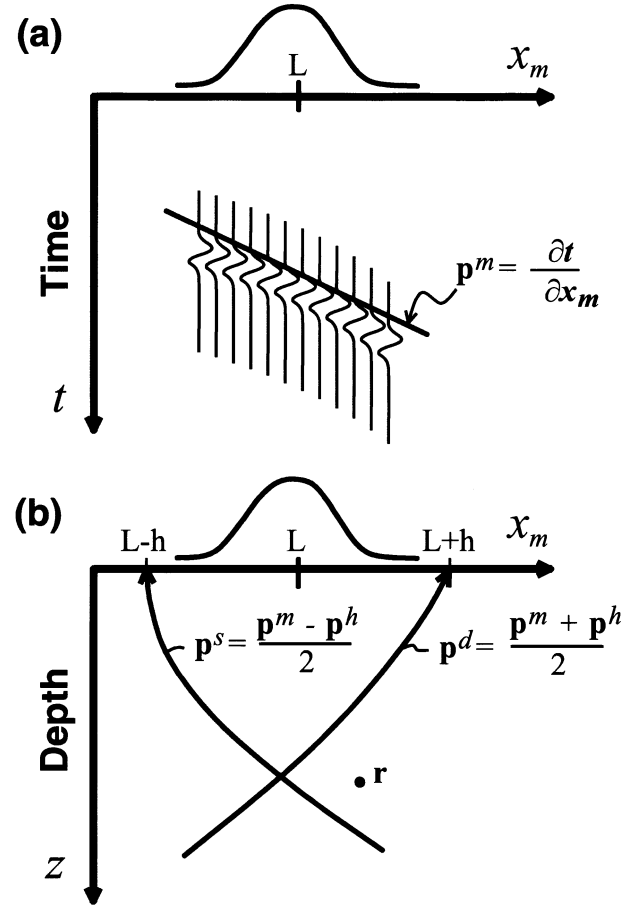 (a)
L
x_m
Time
t
p^m = ∂t / ∂x_m
(b)
L-h
L
L+h
x_m
p^s = (p^m - p^h) / 2
p^d = (p^m + p^h) / 2
Depth
r
z